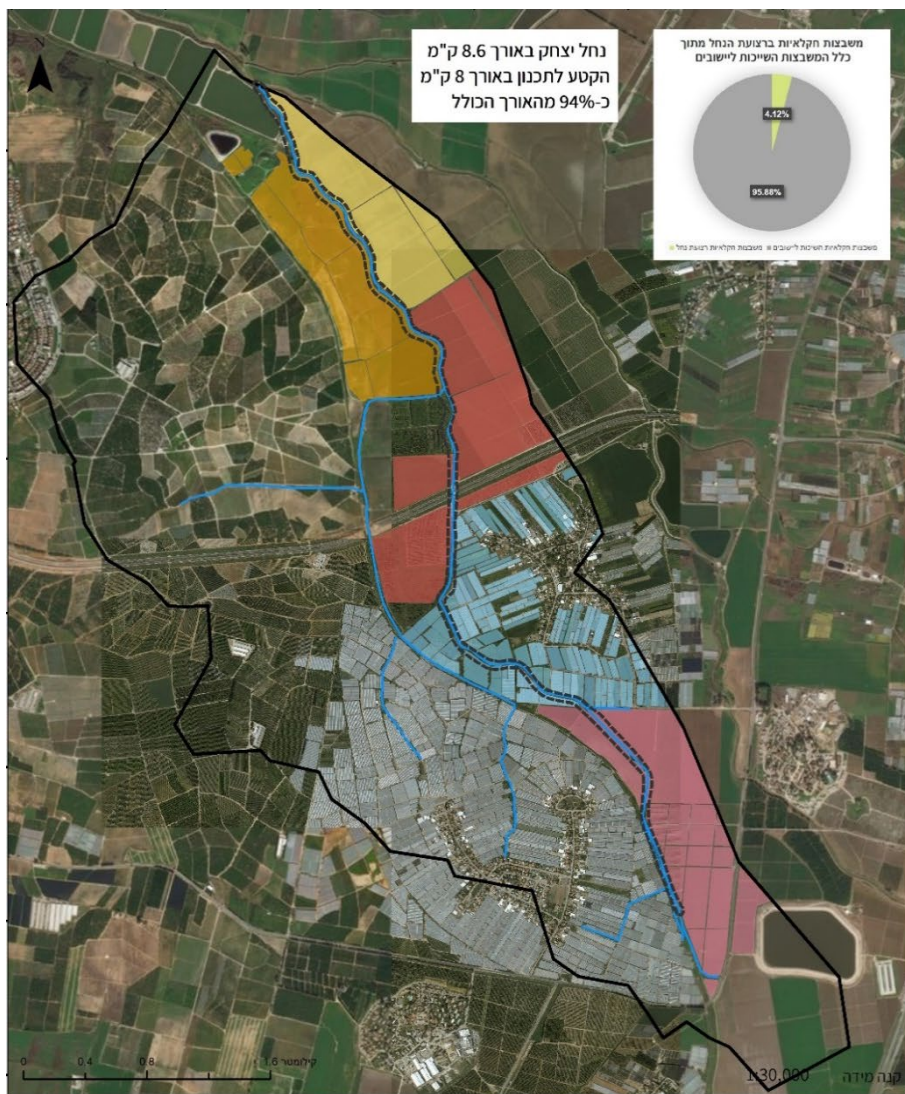 נחל יצחק באורך 8.6 ק"מ
הקטע לתכנון באורך 8 ק"מ
כ-94% מהאורך הכולל
משבצות חקלאיות ברצועת הנחל מתוך
כלל המשבצות השייכות ליישובים
4.12%
95.88%
משבצות חקלאיות השיכות ליישובים משבצות חקלאיות רצועת נחל
0 0.4 0.8 1.6 קילומטר
קנה מידה 1:30,000